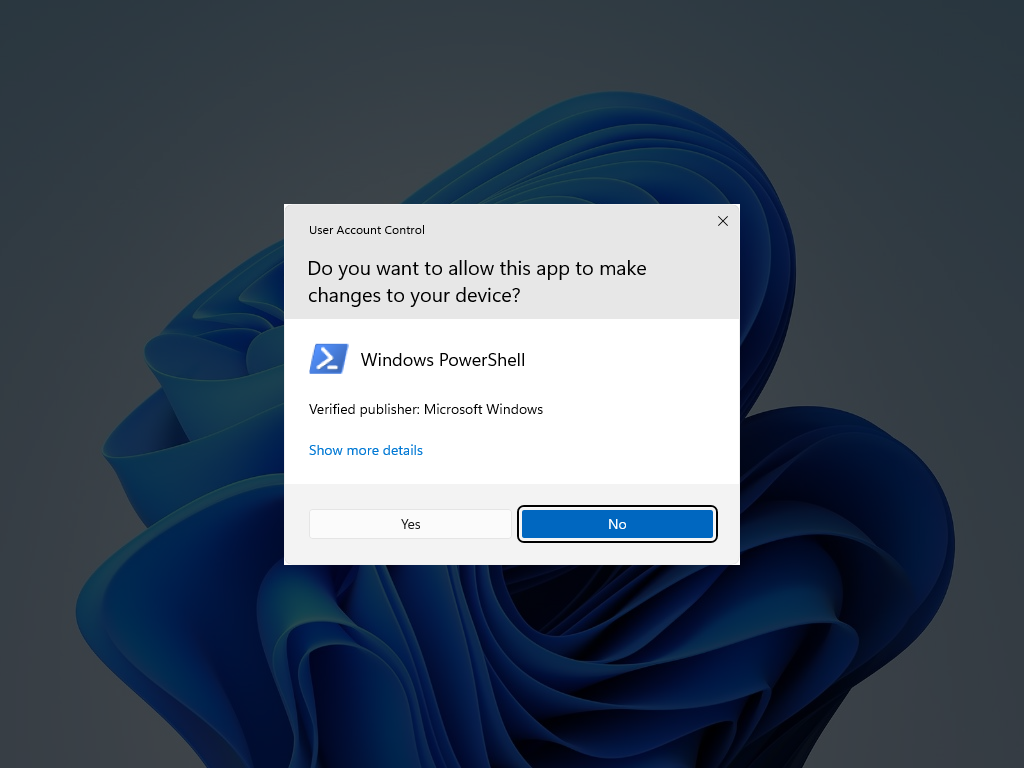 User Account Control
Do you want to allow this app to make
changes to your device?
Windows PowerShell
Verified publisher: Microsoft Windows
Show more details
Yes
No